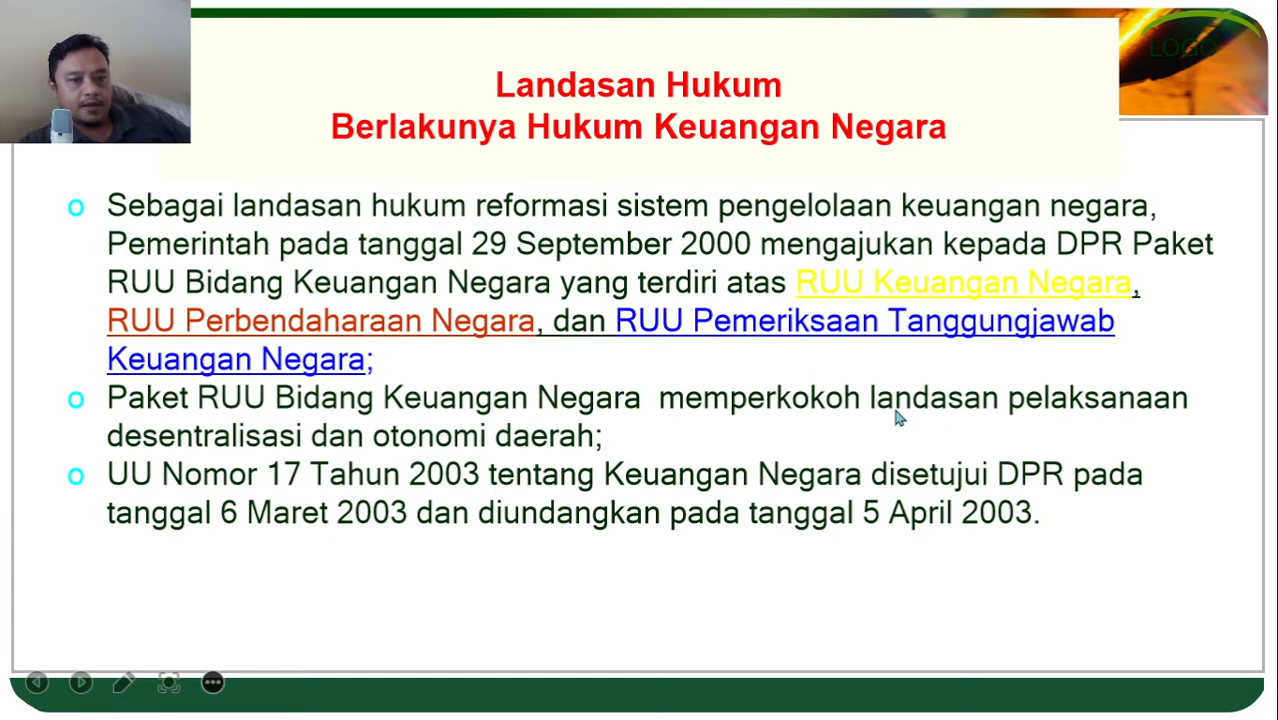 LOGO
Landasan Hukum
Berlakunya Hukum Keuangan Negara
o Sebagai landasan hukum reformasi sistem pengelolaan keuangan negara,
Pemerintah pada tanggal 29 September 2000 mengajukan kepada DPR Paket
RUU Bidang Keuangan Negara yang terdiri atas RUU Keuangan Negara,
RUU Perbendaharaan Negara, dan RUU Pemeriksaan Tanggungjawab
Keuangan Negara;
o Paket RUU Bidang Keuangan Negara  memperkokoh landasan pelaksanaan
desentralisasi dan otonomi daerah;
o UU Nomor 17 Tahun 2003 tentang Keuangan Negara disetujui DPR pada
tanggal 6 Maret 2003 dan diundangkan pada tanggal 5 April 2003.